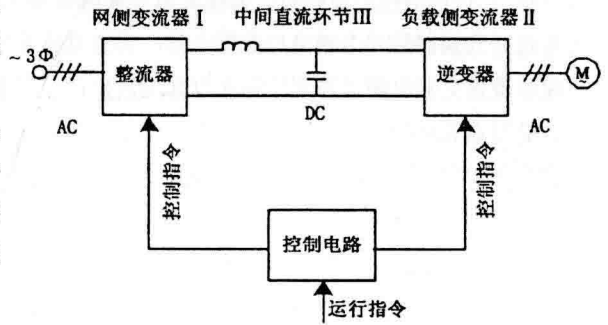 网侧变流器 I
中间直流环节III
负载侧变流器 II
~3Φ
整流器
逆变器
M
~
AC
DC
AC
控制指令
控制指令
控制电路
运行指令